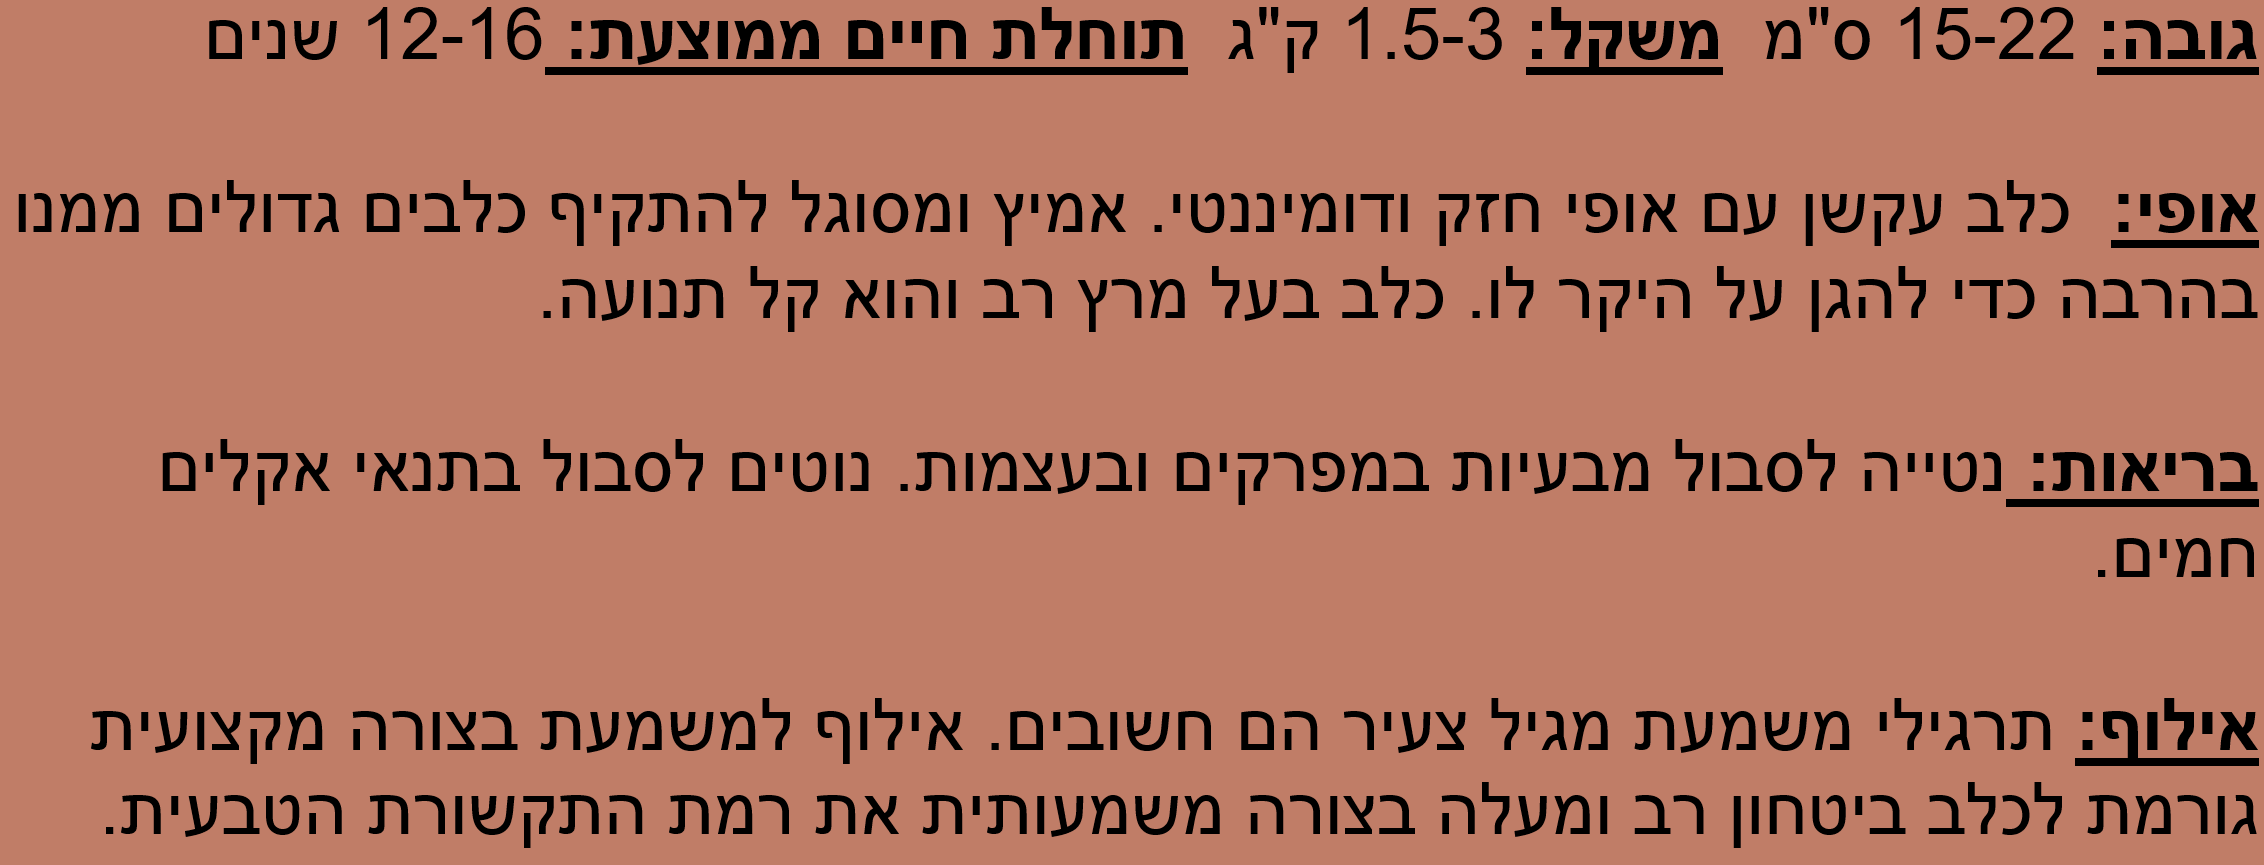 גובה: 15-22 ס"מ  משקל: 1.5-3 ק"ג  תוחלת חיים ממוצעת: 12-16 שנים
אופי:  כלב עקשן עם אופי חזק ודומיננטי. אמיץ ומסוגל להתקיף כלבים גדולים ממנו
בהרבה כדי להגן על היקר לו. כלב בעל מרץ רב והוא קל תנועה.
בריאות: נטייה לסבול מבעיות במפרקים ובעצמות. נוטים לסבול בתנאי אקלים
חמים.
אילוף: תרגילי משמעת מגיל צעיר הם חשובים. אילוף למשמעת בצורה מקצועית
גורמת לכלב ביטחון רב ומעלה בצורה משמעותית את רמת התקשורת הטבעית.